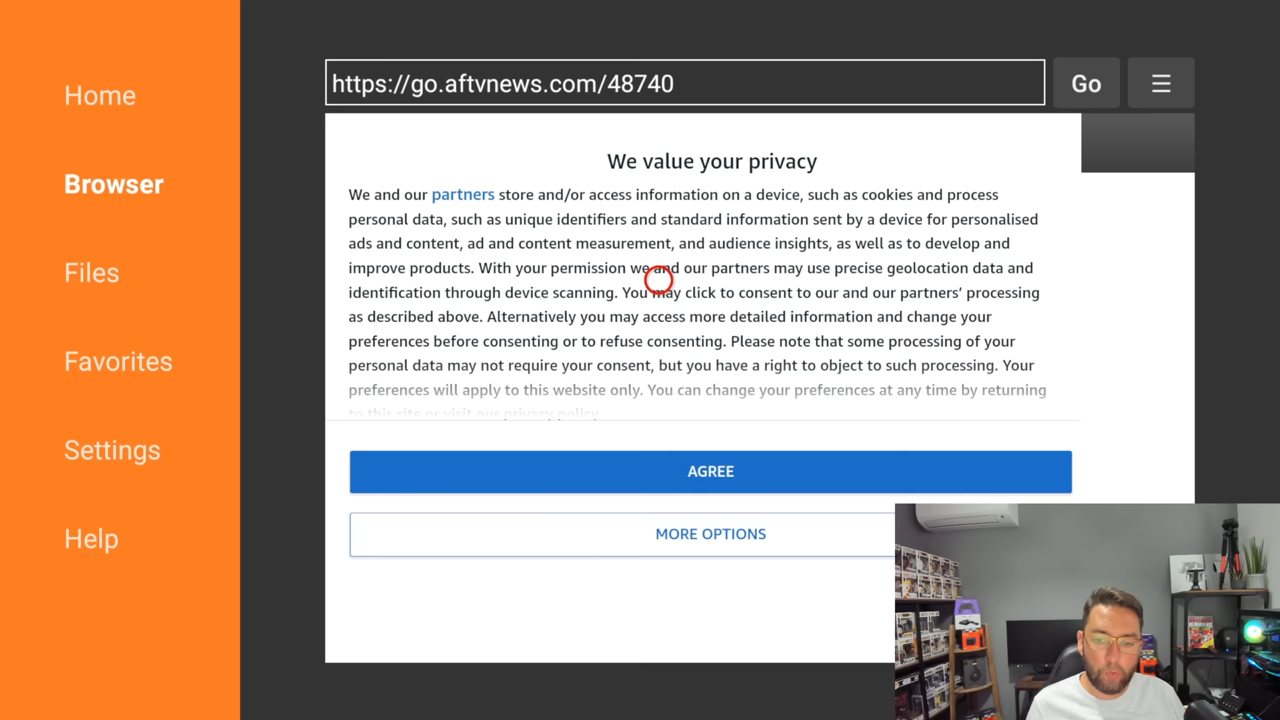 Home
Browser
Files
Favorites
Settings
Help
https://go.aftvnews.com/48740
Go
We value your privacy
We and our partners store and/or access information on a device, such as cookies and process
personal data, such as unique identifiers and standard information sent by a device for personalised
ads and content, ad and content measurement, and audience insights, as well as to develop and
improve products. With your permission we and our partners may use precise geolocation data and
identification through device scanning. You may click to consent to our and our partners’ processing
as described above. Alternatively you may access more detailed information and change your
preferences before consenting or to refuse consenting. Please note that some processing of your
personal data may not require your consent, but you have a right to object to such processing. Your
preferences will apply to this website only. You can change your preferences at any time by returning
to this site or visit our privacy policy.
AGREE
MORE OPTIONS